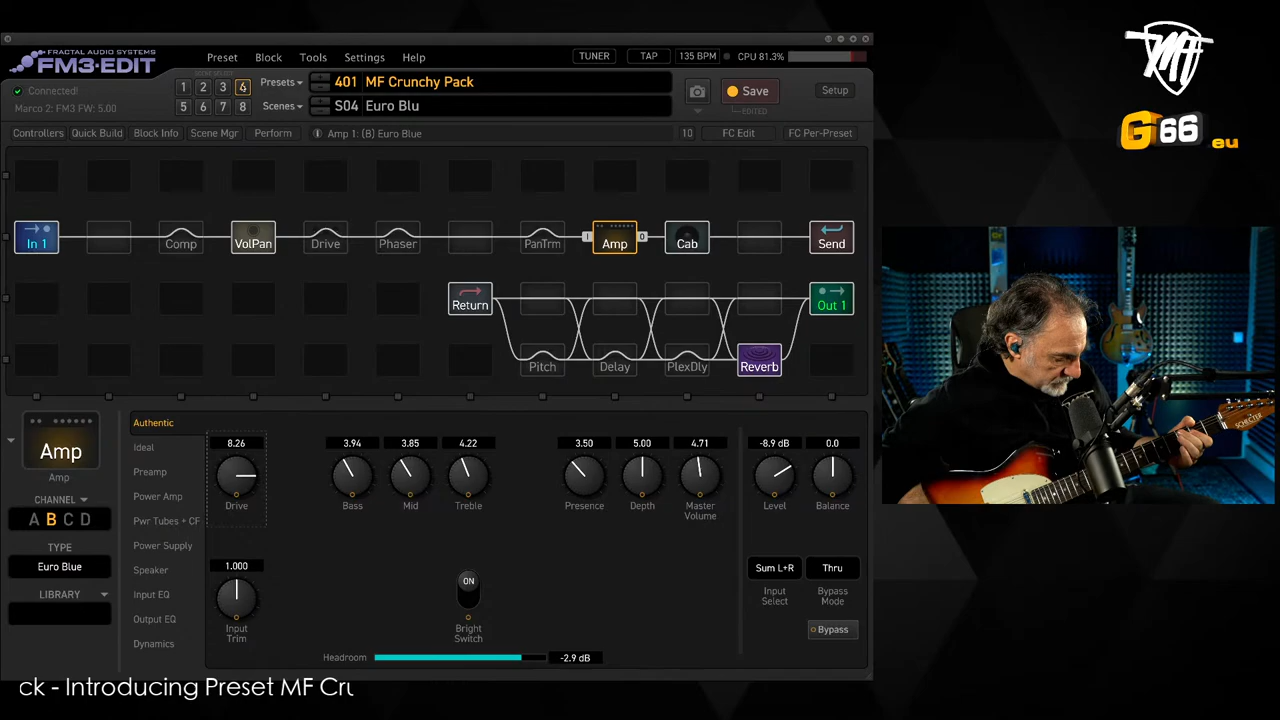 FRACTAL AUDIO SYSTEMS
FM3-EDIT
Preset Block Tools Settings Help
TUNER TAP 135 BPM CPU 81.3%
Connected!
Marco 2: FM3 FW: 5.00
SCENE SELECT
1 2 3 4
5 6 7 8
Presets 401 MF Crunchy Pack
Scenes S04 Euro Blu
Save
EDITED
Setup
Controllers Quick Build Block Info Scene Mgr Perform Amp 1: (B) Euro Blue 10 FC Edit FC Per-Preset
In 1 Comp VolPan Drive Phaser PanTrm I Amp O Cab Send
Return Out 1
Pitch Delay PlexDly Reverb
Amp
Amp
CHANNEL
A B C D
TYPE
Euro Blue
LIBRARY
Authentic
Ideal
Preamp
Power Amp
Pwr Tubes + CF
Power Supply
Speaker
Input EQ
Output EQ
Dynamics
8.26 3.94 3.85 4.22 3.50 5.00 4.71 -8.9 dB 0.0
Drive Bass Mid Treble Presence Depth Master Volume Level Balance
1.000
Input Trim
ON
Bright Switch
Sum L+R Thru
Input Select
Bypass Mode
Bypass
Headroom -2.9 dB
MF
G66.eu
SCHECTER
ck - Introducing Preset MF Cru